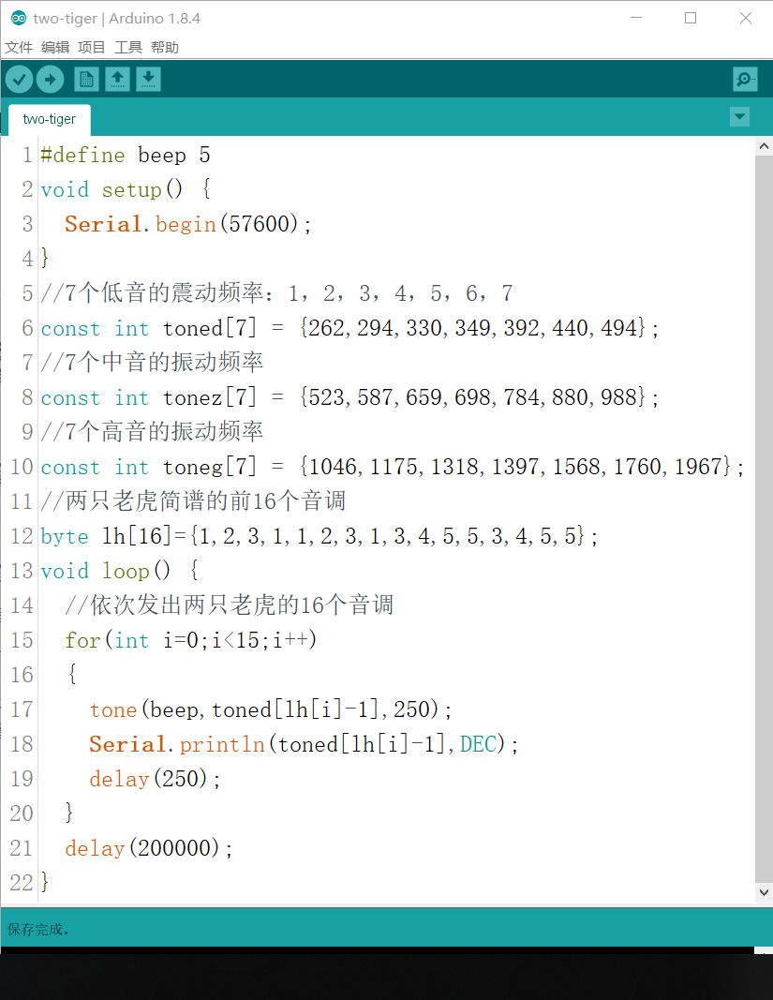 two-tiger | Arduino 1.8.4
文件 编辑 项目 工具 帮助
two-tiger
1 #define beep 5
2 void setup() {
3   Serial.begin(57600);
4 }
5 //7个低音的震动频率：1，2，3，4，5，6，7
6 const int toned[7] = {262,294,330,349,392,440,494};
7 //7个中音的振动频率
8 const int tonez[7] = {523,587,659,698,784,880,988};
9 //7个高音的振动频率
10 const int toneg[7] = {1046,1175,1318,1397,1568,1760,1967};
11 //两只老虎简谱的前16个音调
12 byte lh[16]={1,2,3,1,1,2,3,1,3,4,5,5,3,4,5,5};
13 void loop() {
14   //依次发出两只老虎的16个音调
15   for(int i=0;i<15;i++)
16   {
17     tone(beep,toned[lh[i]-1],250);
18     Serial.println(toned[lh[i]-1],DEC);
19     delay(250);
20   }
21   delay(200000);
22 }
保存完成。